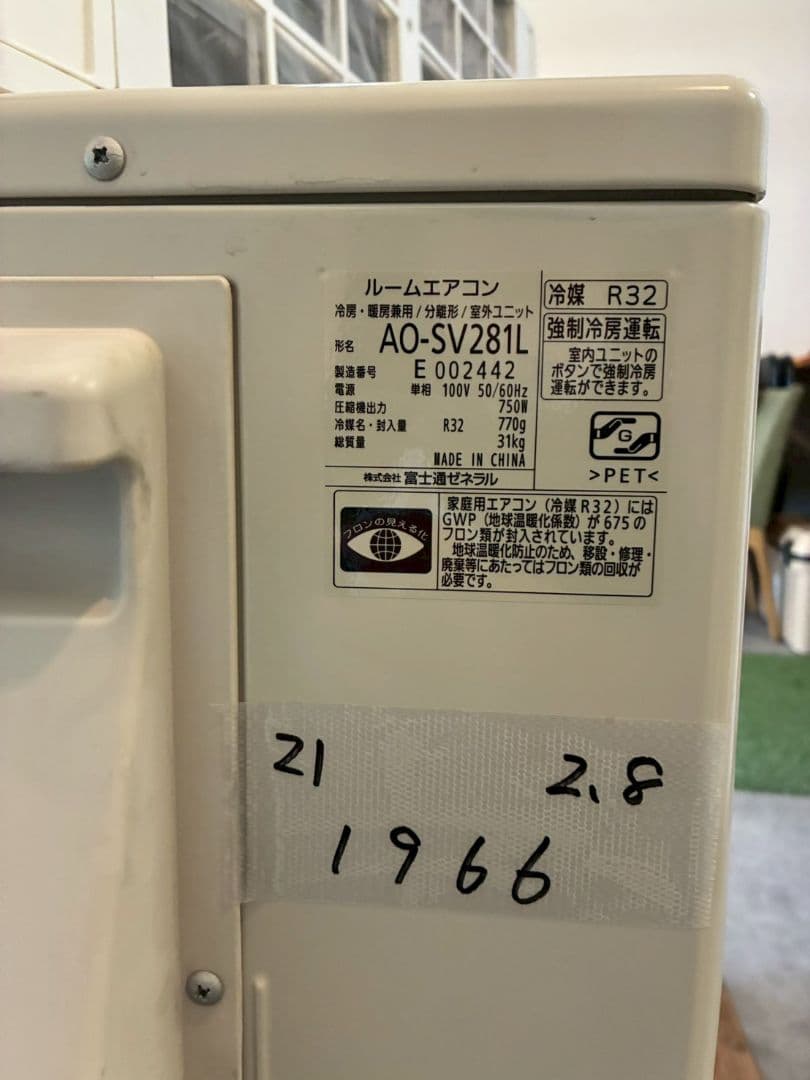 ルームエアコン
冷房・暖房兼用/分離形/室外ユニット
形名 AO-SV281L
製造番号 E 002442
電源 単相 100V 50/60Hz
圧縮機出力 750W
冷媒名・封入量 R32 770g
総質量 31kg
MADE IN CHINA
株式会社 富士通ゼネラル
冷媒 R32
強制冷房運転
室内ユニットの
ボタンで強制冷房
運転ができます。
G
>PET<
フロンの見える化
家庭用エアコン(冷媒R32)には
GWP(地球温暖化係数)が675の
フロン類が封入されています。
地球温暖化防止のため、移設・修理・
廃棄等にあたってはフロン類の回収が
必要です。
21 2.8
1966